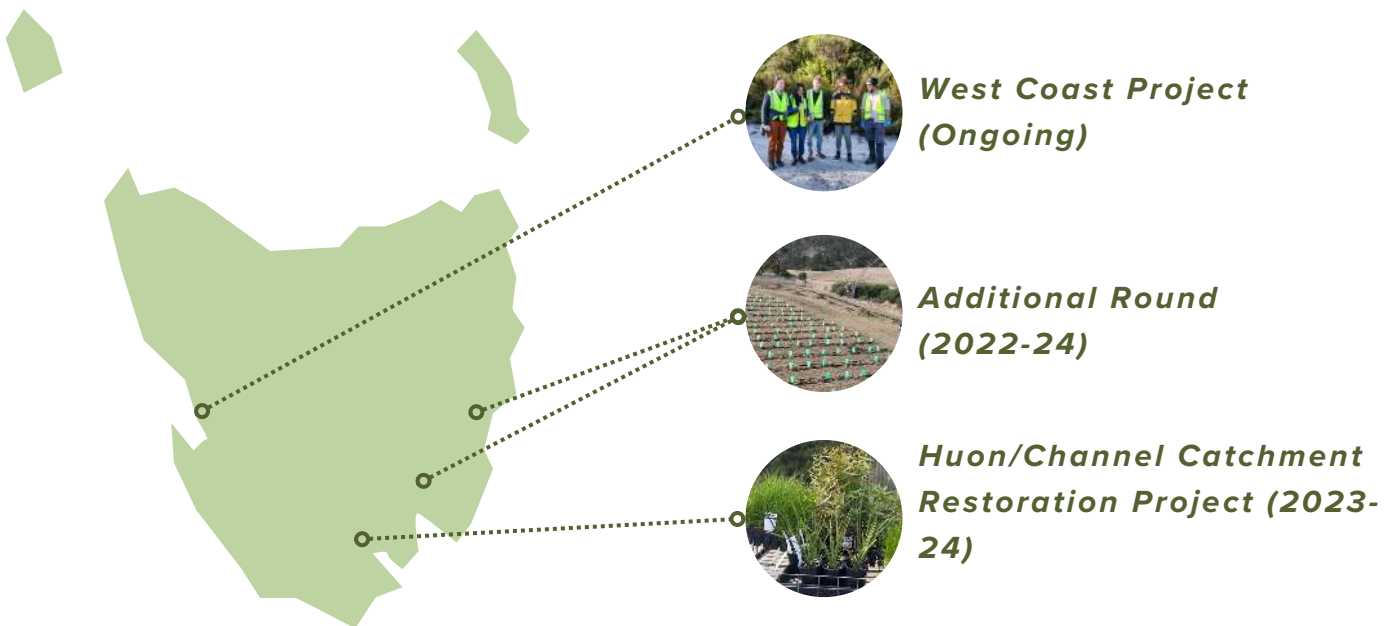 West Coast Project
(Ongoing)
Additional Round
(2022-24)
Huon/Channel Catchment
Restoration Project (2023-
24)